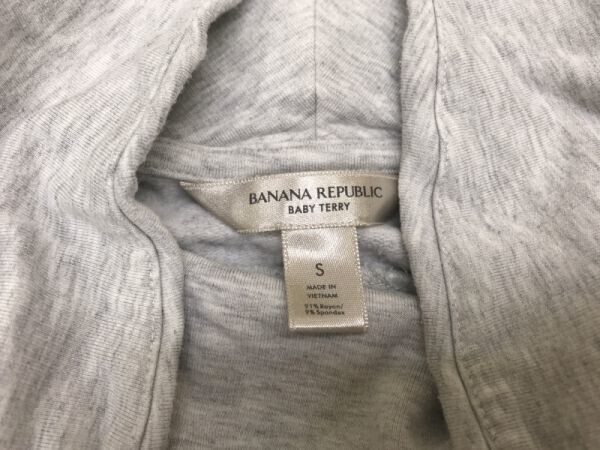 BANANA REPUBLIC
BABY TERRY
S
MADE IN
VIETNAM
91% Rayon/
9% Spandex